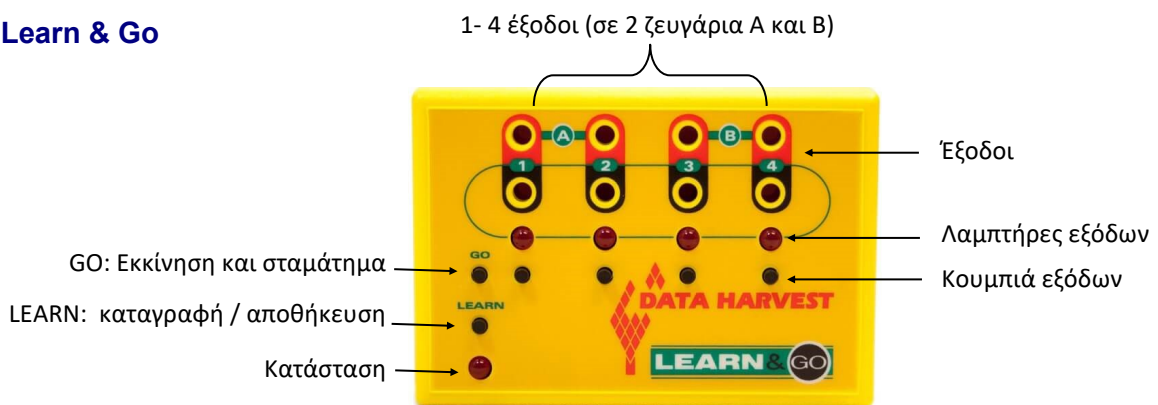 Learn & Go
1- 4 έξοδοι (σε 2 ζευγάρια Α και Β)
A
B
1
2
3
4
Έξοδοι
Λαμπτήρες εξόδων
GO
GO: Εκκίνηση και σταμάτημα
Κουμπιά εξόδων
DATA HARVEST
LEARN
LEARN: καταγραφή / αποθήκευση
LEARN & GO
Κατάσταση